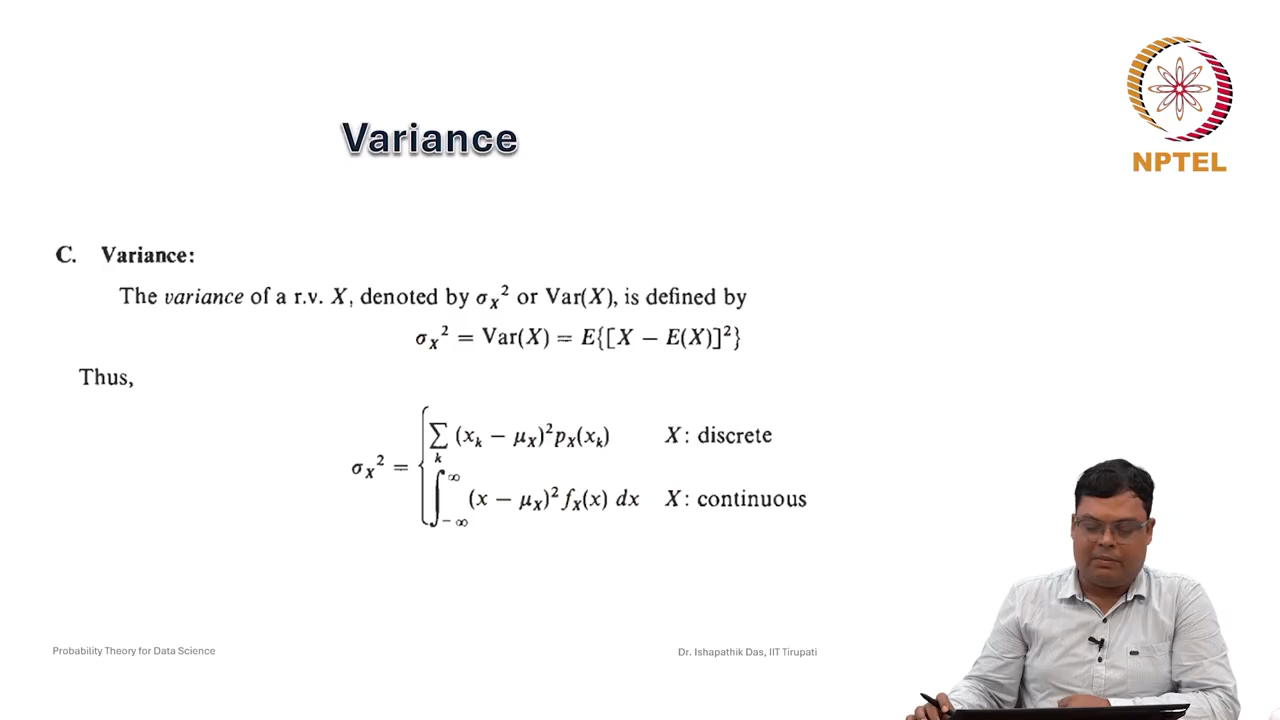 Variance
NPTEL
C. Variance:
The variance of a r.v. X, denoted by σ_X² or Var(X), is defined by
σ_X² = Var(X) = E{[X − E(X)]²}
Thus,
σ_X² = { ∑_k (x_k − μ_X)² p_X(x_k)    X: discrete
∫_{−∞}^{∞} (x − μ_X)² f_X(x) dx    X: continuous
Probability Theory for Data Science
Dr. Ishapathik Das, IIT Tirupati